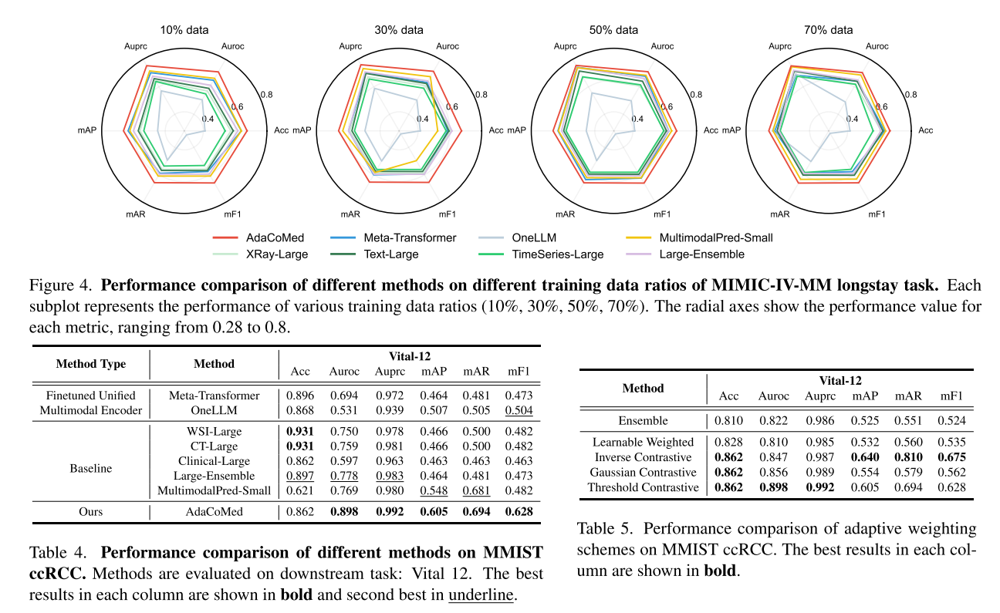 10% data
30% data
50% data
70% data
Auprc Auroc Auprc Auroc Auprc Auroc Auprc Auroc
0.8 0.8 0.8 0.8
0.6 0.6 0.6 0.6
0.4 0.4 0.4 0.4
mAP Acc mAP Acc mAP Acc mAP Acc
mAR mF1 mAR mF1 mAR mF1 mAR mF1
AdaCoMed Meta-Transformer OneLLM MultimodalPred-Small
XRay-Large Text-Large TimeSeries-Large Large-Ensemble
Figure 4. Performance comparison of different methods on different training data ratios of MIMIC-IV-MM longstay task. Each
subplot represents the performance of various training data ratios (10%, 30%, 50%, 70%). The radial axes show the performance value for
each metric, ranging from 0.28 to 0.8.
Method Type Method Vital-12
Acc Auroc Auprc mAP mAR mF1
Finetuned Unified Meta-Transformer 0.896 0.694 0.972 0.464 0.481 0.473
Multimodal Encoder OneLLM 0.868 0.531 0.939 0.507 0.505 0.504
WSI-Large 0.931 0.750 0.978 0.466 0.500 0.482
CT-Large 0.931 0.759 0.981 0.466 0.500 0.482
Baseline Clinical-Large 0.862 0.597 0.963 0.463 0.463 0.463
Large-Ensemble 0.897 0.778 0.983 0.464 0.481 0.473
MultimodalPred-Small 0.621 0.769 0.980 0.548 0.681 0.482
Ours AdaCoMed 0.862 0.898 0.992 0.605 0.694 0.628
Table 4. Performance comparison of different methods on MMIST
ccRCC. Methods are evaluated on downstream task: Vital 12. The best
results in each column are shown in bold and second best in underline.
Method Vital-12
Acc Auroc Auprc mAP mAR mF1
Ensemble 0.810 0.822 0.986 0.525 0.551 0.524
Learnable Weighted 0.828 0.810 0.985 0.532 0.560 0.535
Inverse Contrastive 0.862 0.847 0.987 0.640 0.810 0.675
Gaussian Contrastive 0.862 0.856 0.989 0.554 0.579 0.562
Threshold Contrastive 0.862 0.898 0.992 0.605 0.694 0.628
Table 5. Performance comparison of adaptive weighting
schemes on MMIST ccRCC. The best results in each col-
umn are shown in bold.